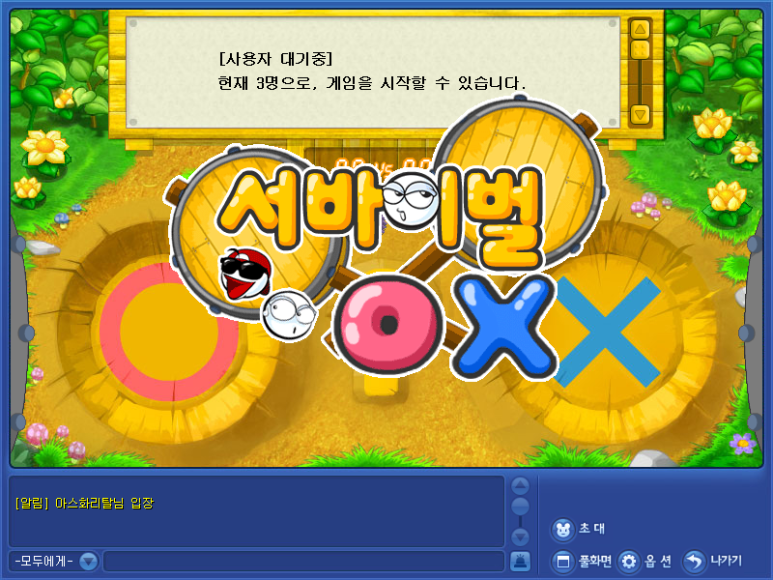 [사용자 대기중]
현재 3명으로, 게임을 시작할 수 있습니다.
서바이벌
OX
[알림] 아스화리탈님 입장
초대
-모두에게-
풀화면 옵션 나가기